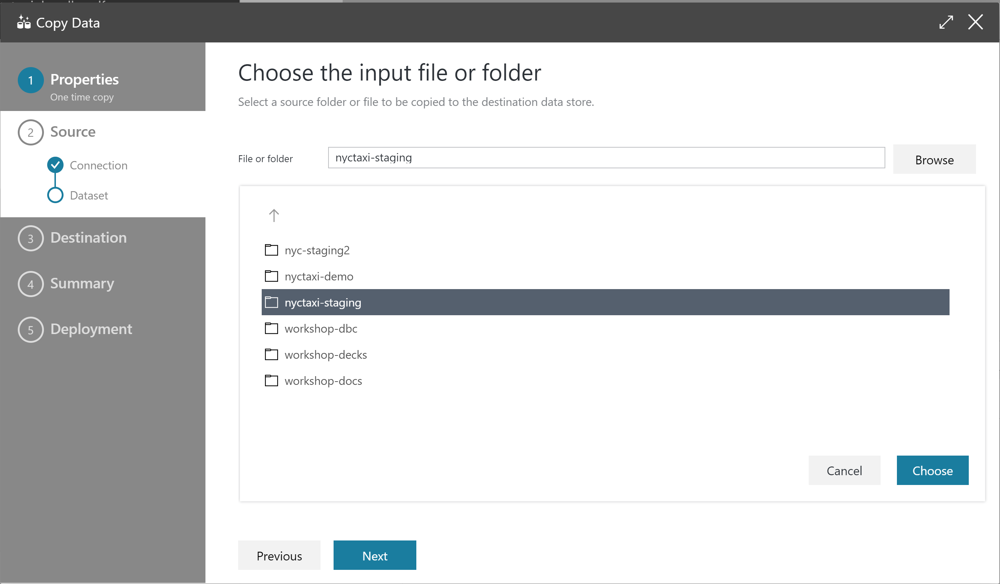 Copy Data
1 Properties
One time copy
2 Source
Connection
Dataset
3 Destination
4 Summary
5 Deployment
Choose the input file or folder
Select a source folder or file to be copied to the destination data store.
File or folder nyctaxi-staging Browse
nyc-staging2
nyctaxi-demo
nyctaxi-staging
workshop-dbc
workshop-decks
workshop-docs
Cancel Choose
Previous Next